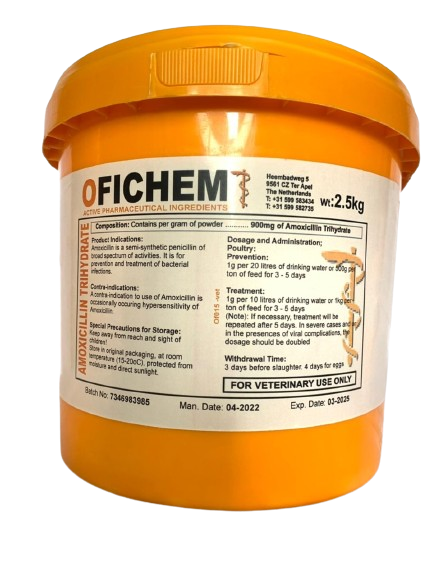 OFICHEM
ACTIVE PHARMACEUTICAL INGREDIENTS
Heembadweg 5
9561 CZ Ter Apel
The Netherlands
T: +31 599 583434
T: +31 599 582735
wt:2.5kg
AMOXICILLIN TRIHYDRATE
Composition: Contains per gram of powder ............ 900mg of Amoxicillin Trihydrate
Product Indications:
Amoxicillin is a semi-synthetic penicillin of
broad spectrum of activities. It is for
prevention and treatment of bacterial
infections.
Contra-indications:
A contra-indication to use of Amoxicillin is
occasionally occuring hypersensitivity of
Amoxicillin.
Special Precautions for Storage:
Keep away from reach and sight of
children!
Store in original packaging, at room
temperature (15-20oC), protected from
moisture and direct sunlight.
OB15 -vet
Dosage and Administration;
Poultry:
Prevention:
1g per 20 litres of drinking water or 500g per
ton of feed for 3 - 5 days
Treatment:
1g per 10 litres of drinking water or 1kg per
ton of feed for 3 - 5 days
(Note): If necessary, treatment will be
repeated after 5 days. In severe cases and
in the presences of viral complications, the
dosage should be doubled
Withdrawal Time:
3 days before slaughter. 4 days for eggs
FOR VETERINARY USE ONLY
Batch No: 7346983985
Man. Date: 04-2022
Exp. Date: 03-2025